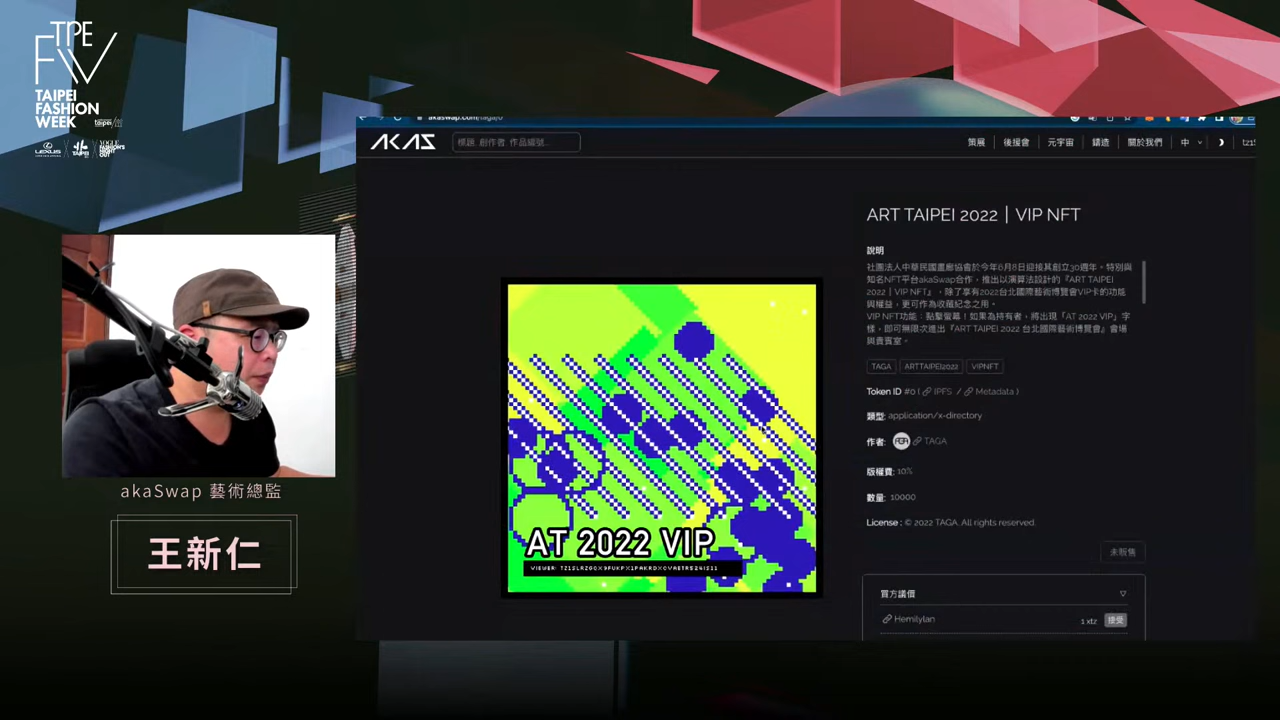 TPE
FW
TAIPEI
FASHION
WEEK
LEXUS
TAIPEI
akaswap.com/taga/0
AKAS
標題, 創作者, 作品編號...
策展
後援會
元宇宙
鑄造
關於我們
中
ART TAIPEI 2022｜VIP NFT
說明
社團法人中華民國畫廊協會於今年6月8日迎接其創立30週年。特別與
知名NFT平台akaSwap合作，推出以演算法設計的『ART TAIPEI
2022｜VIP NFT』，除了享有2022台北國際藝術博覽會VIP卡的功能
與權益，更可作為收藏紀念之用。
VIP NFT功能：點擊螢幕！如果為持有者，將出現「AT 2022 VIP」字
樣，即可無限次進出『ART TAIPEI 2022 台北國際藝術博覽會』會場
與貴賓室。
TAGA
ARTTAIPEI2022
VIPNFT
Token ID #0 ( IPFS / Metadata )
類型: application/x-directory
作者: TAGA
版權費: 10%
數量: 10000
License : © 2022 TAGA. All rights reserved.
未販售
買方議價
Hemilylan
1 xtz
接受
AT 2022 VIP
akaSwap 藝術總監
王新仁